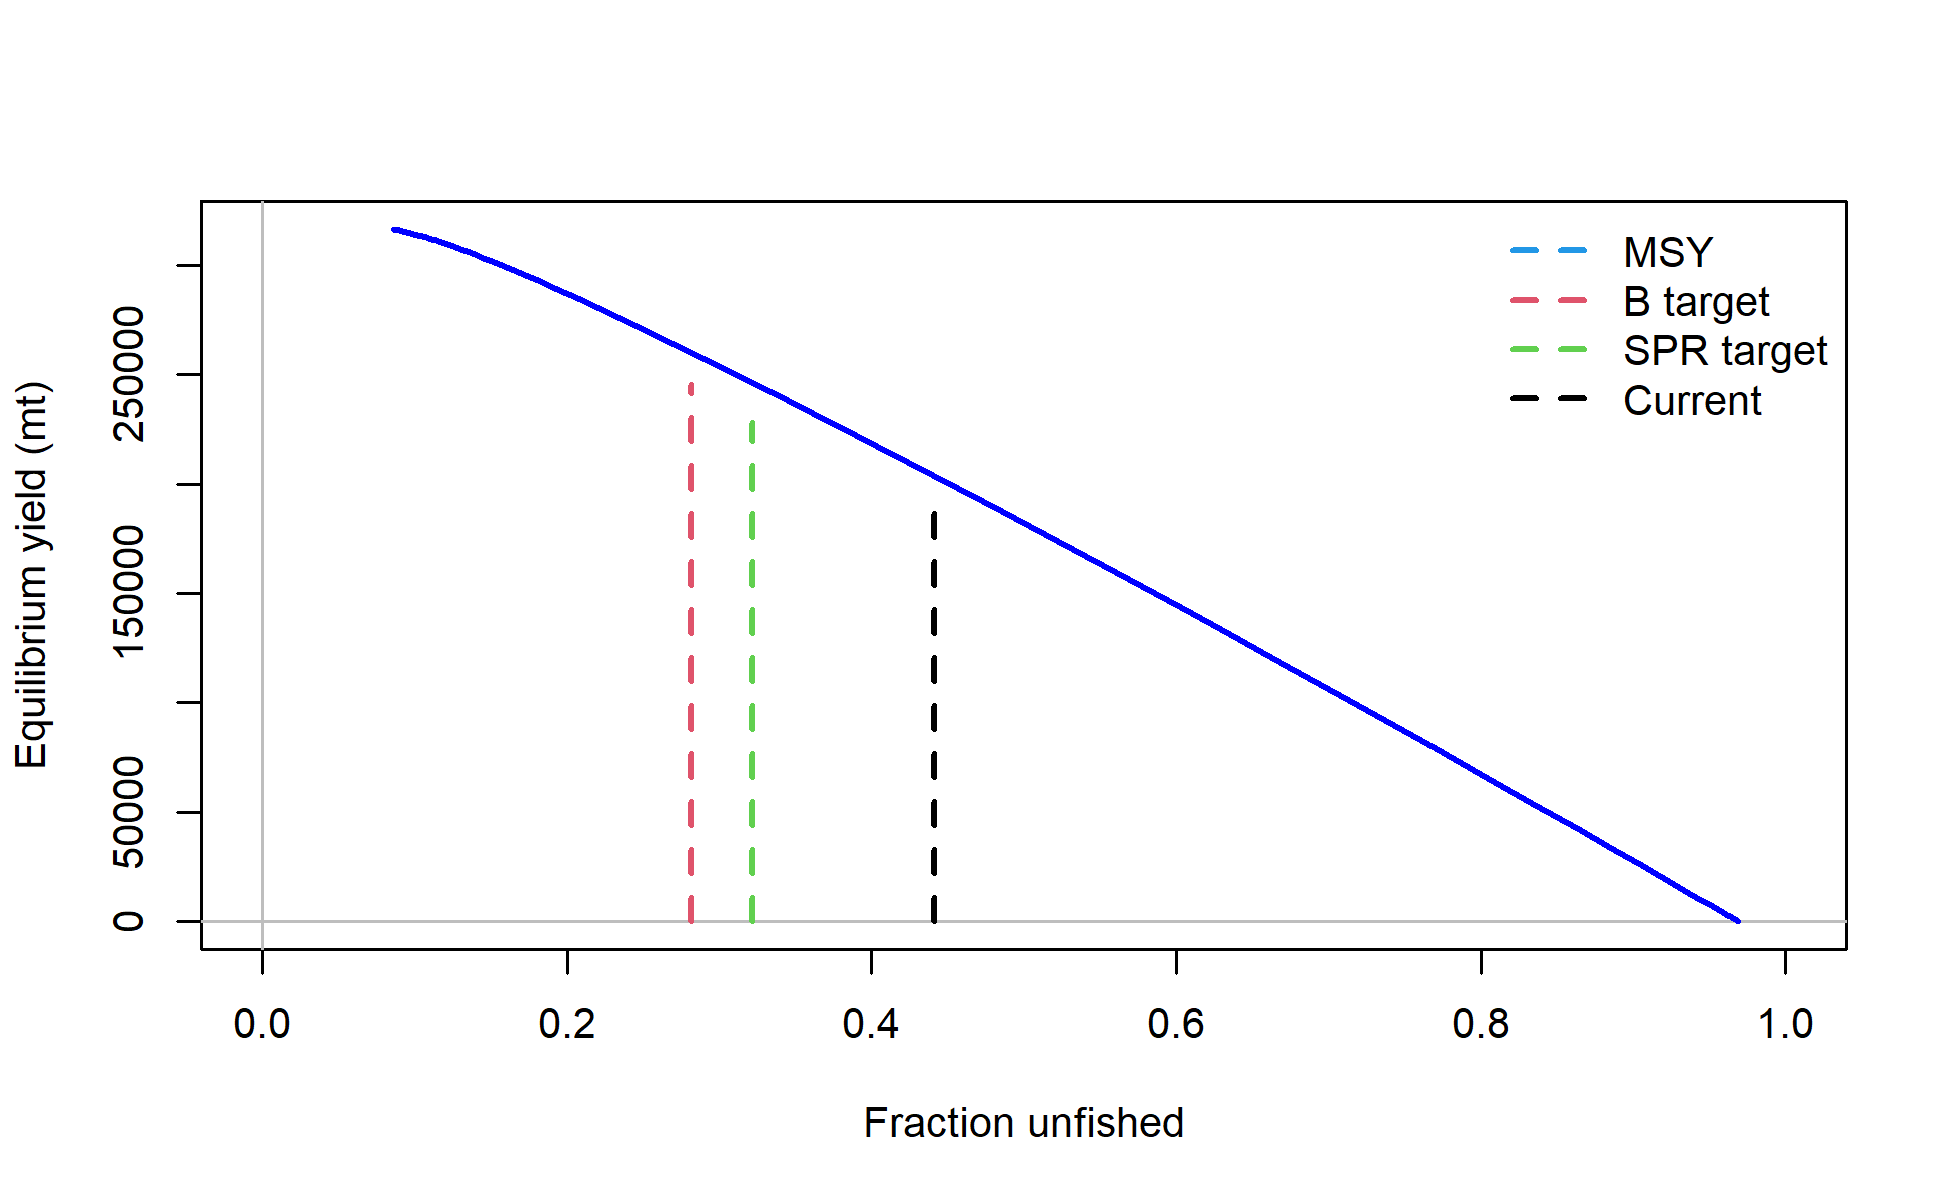 MSY
B target
SPR target
Current
Equilibrium yield (mt)
250000
150000
50000
0
0.0 0.2 0.4 0.6 0.8 1.0
Fraction unfished